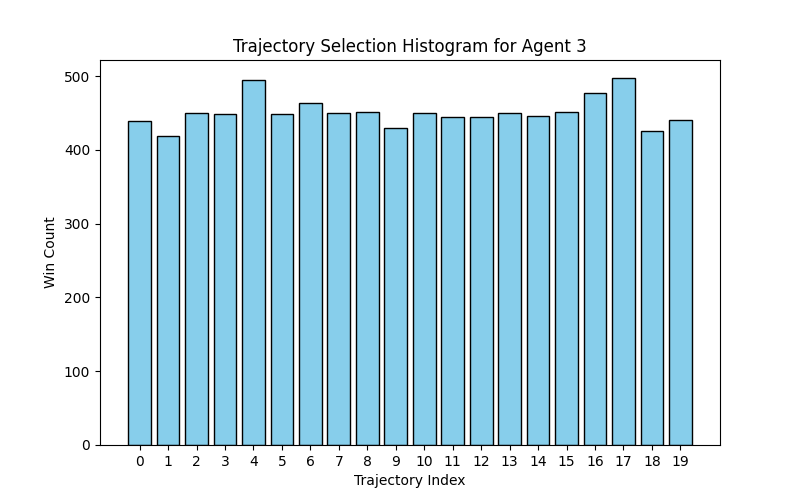 Trajectory Selection Histogram for Agent 3
500
400
300
200
100
0
Win Count
0 1 2 3 4 5 6 7 8 9 10 11 12 13 14 15 16 17 18 19
Trajectory Index